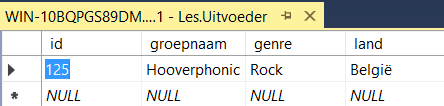 WIN-10BQPGS89DM....1 - Les.Uitvoeder
id groepnaam genre land
125 Hooverphonic Rock België
NULL NULL NULL NULL